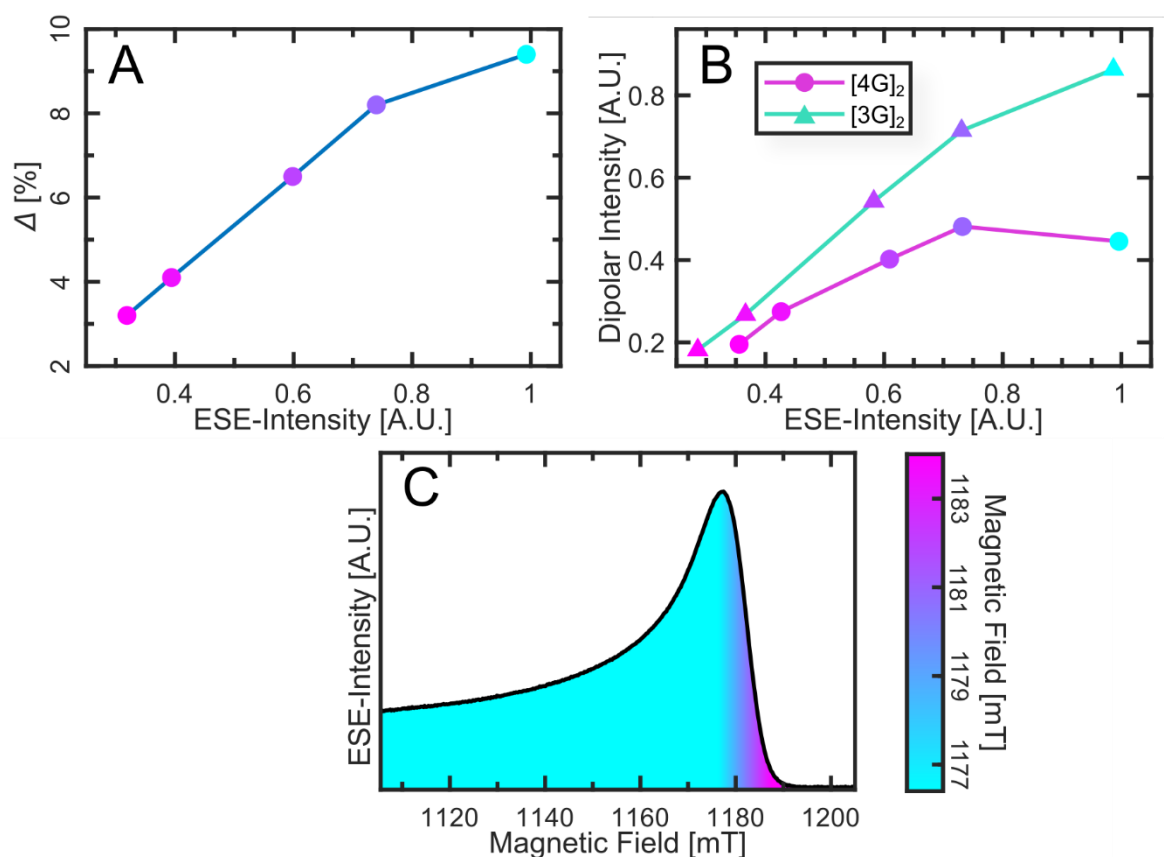 A
10
8
6
4
2
Δ [%]
0.4
0.6
0.8
1
ESE-Intensity [A.U.]
B
[4G]₂
[3G]₂
0.8
0.6
0.4
0.2
Dipolar Intensity [A.U.]
0.4
0.6
0.8
1
ESE-Intensity [A.U.]
C
ESE-Intensity [A.U.]
1120
1140
1160
1180
1200
Magnetic Field [mT]
1183
1181
1179
1177
Magnetic Field [mT]